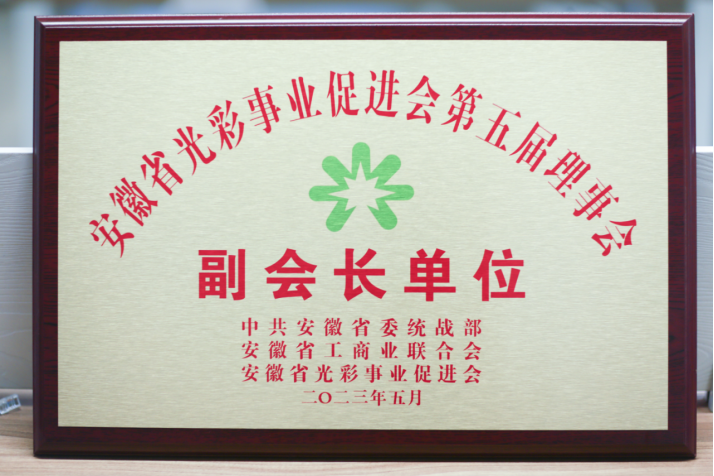 安徽省光彩事业促进会第五届理事会
副会长单位
中共安徽省委统战部
安徽省工商业联合会
安徽省光彩事业促进会
二〇二三年五月